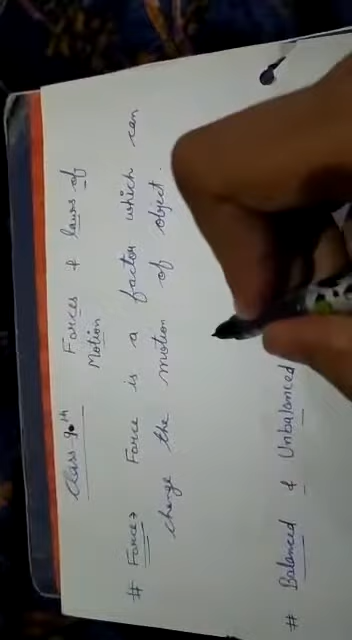 Class-9th Forces & laws of
Motion
# Force → Force is a factor which can
change the motion of object.
# Balanced & Unbalanced